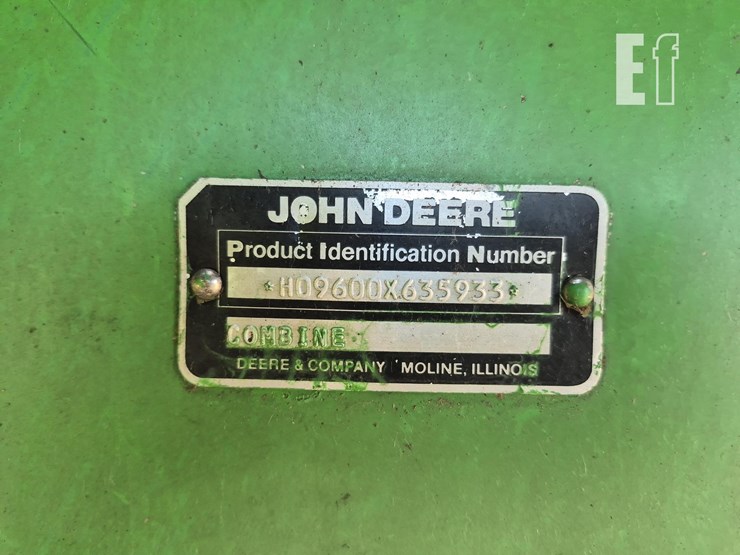 Ef
JOHN DEERE
Product Identification Number
*H09600X635933*
COMBINE
DEERE & COMPANY MOLINE, ILLINOIS